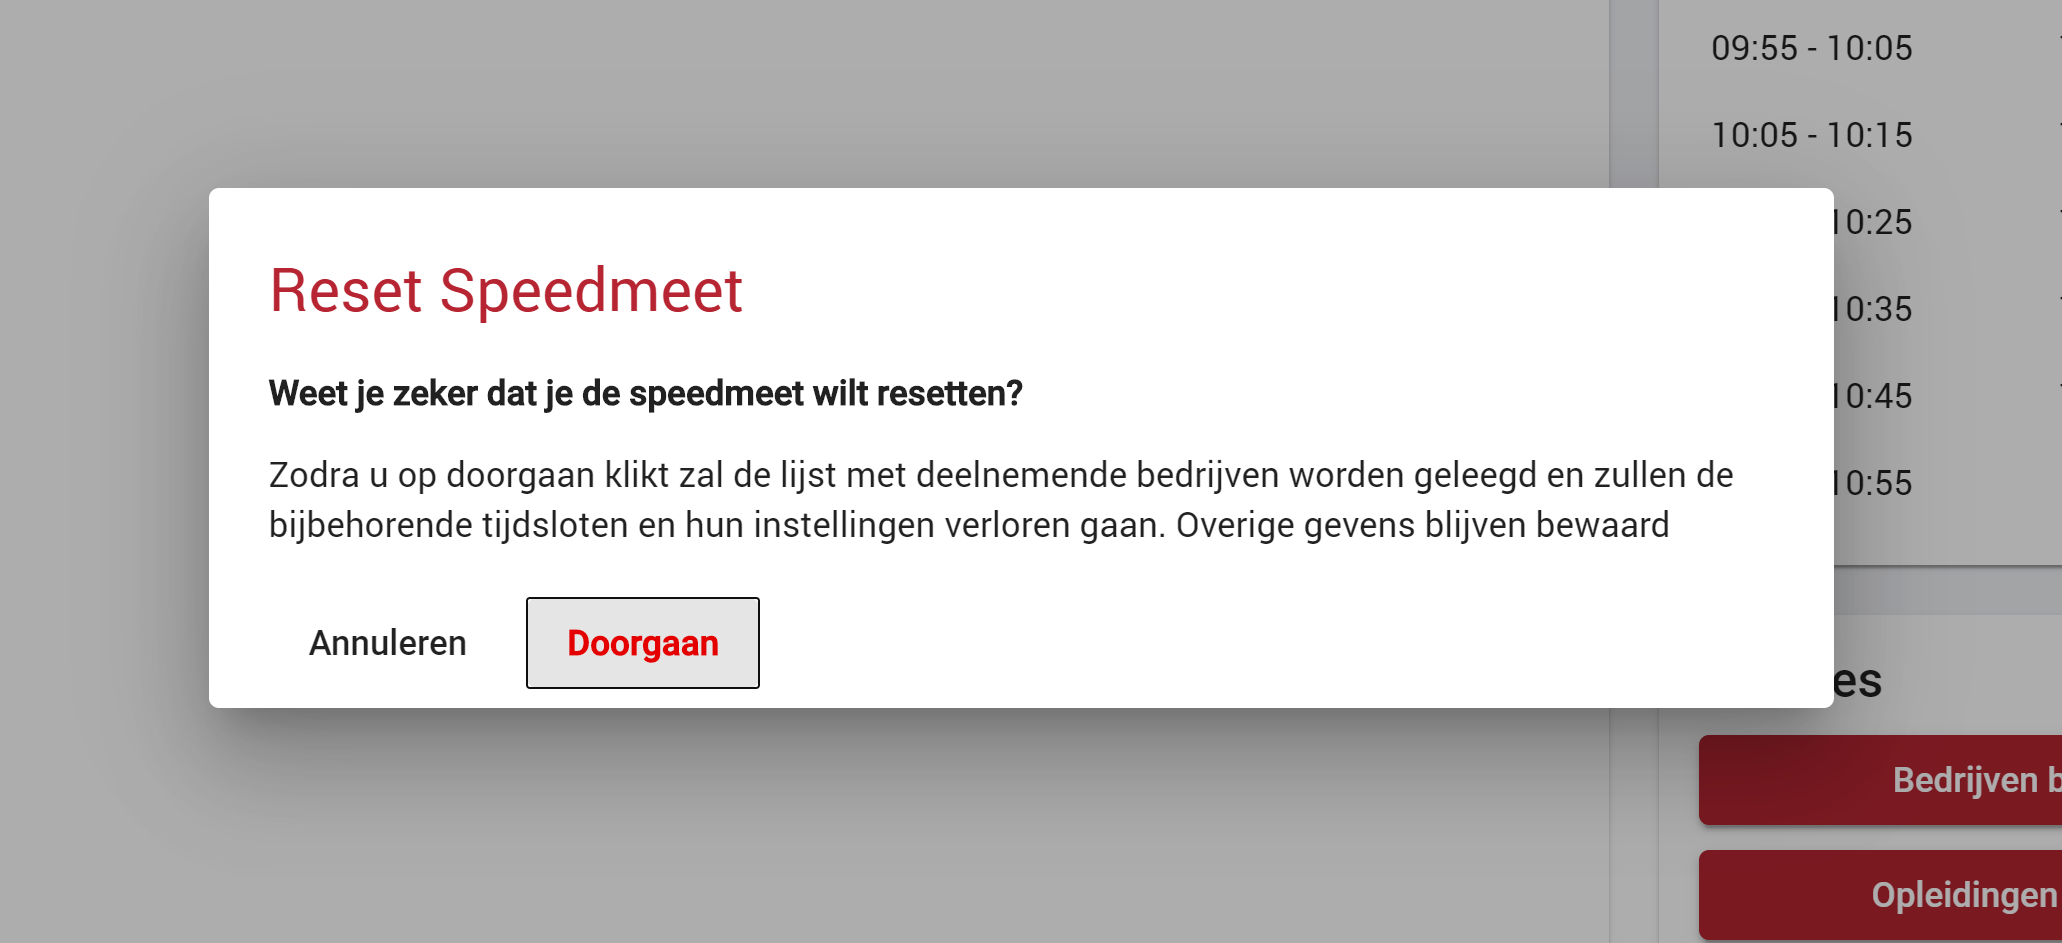 09:55 - 10:05
10:05 - 10:15
10:25
10:35
10:45
10:55
Reset Speedmeet
Weet je zeker dat je de speedmeet wilt resetten?
Zodra u op doorgaan klikt zal de lijst met deelnemende bedrijven worden geleegd en zullen de
bijbehorende tijdsloten en hun instellingen verloren gaan. Overige gevens blijven bewaard
Annuleren
Doorgaan
es
Bedrijven b
Opleidingen